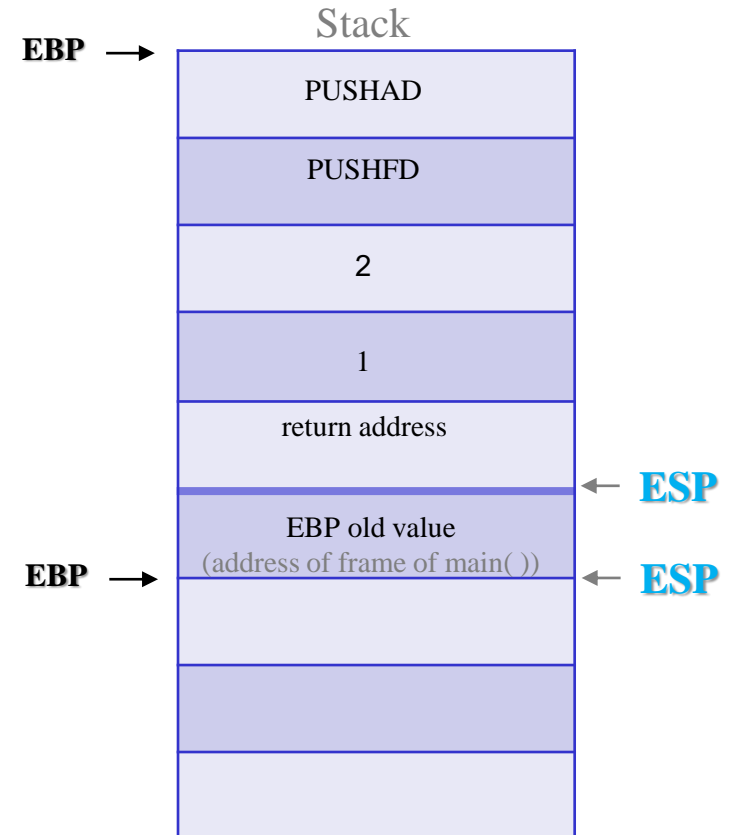 Stack
EBP
PUSHAD
PUSHFD
2
1
return address
ESP
EBP old value
(address of frame of main( ))
EBP
ESP